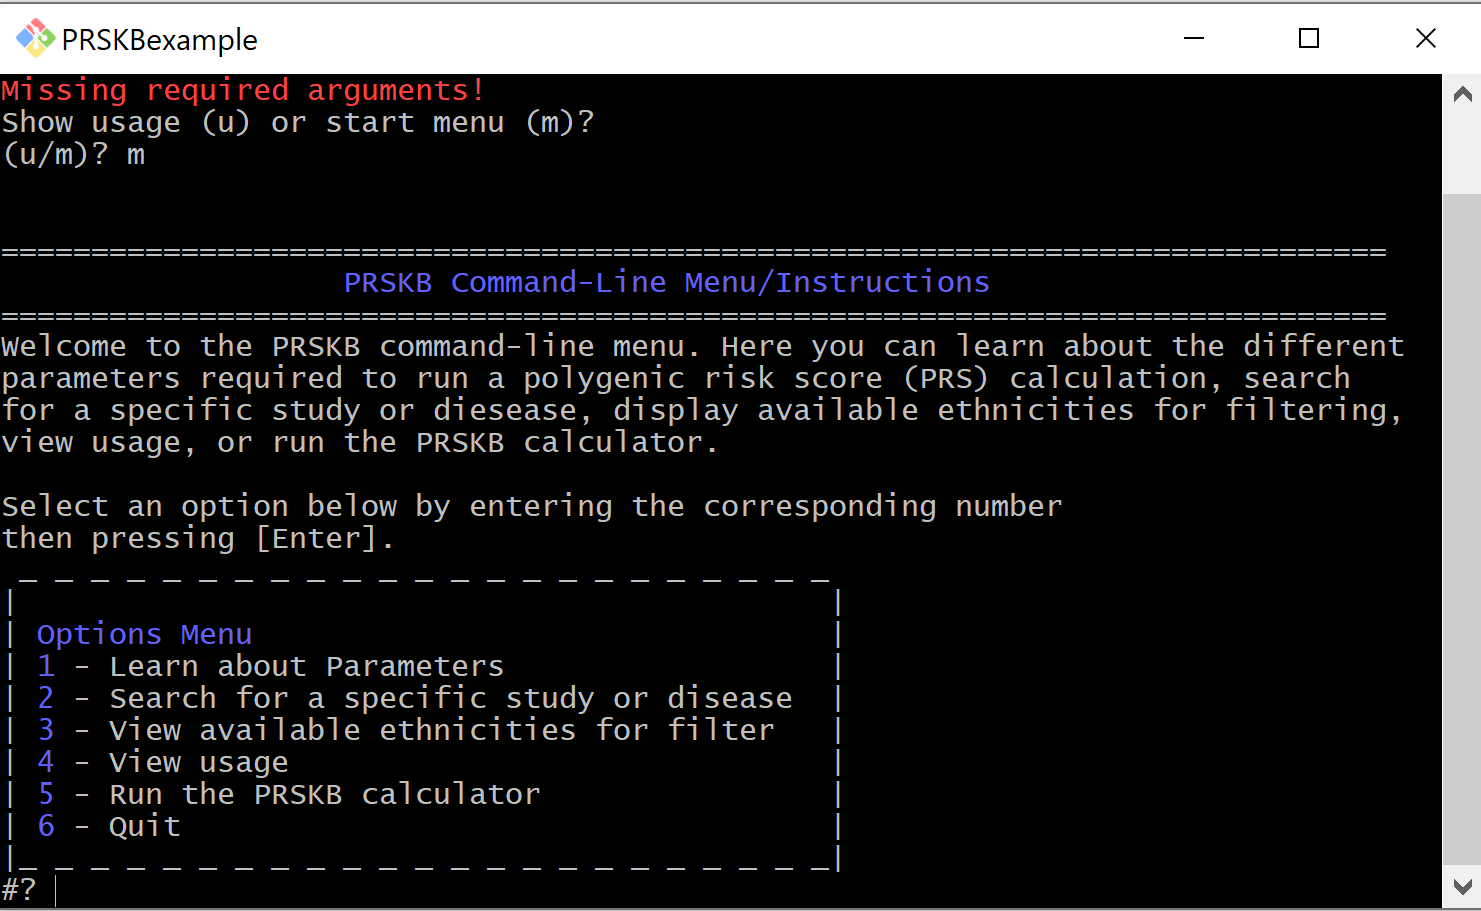 PRSKBexample
Missing required arguments!
Show usage (u) or start menu (m)?
(u/m)? m
=============================================================================
PRSKB Command-Line Menu/Instructions
=============================================================================
Welcome to the PRSKB command-line menu. Here you can learn about the different
parameters required to run a polygenic risk score (PRS) calculation, search
for a specific study or diesease, display available ethnicities for filtering,
view usage, or run the PRSKB calculator.
Select an option below by entering the corresponding number
then pressing [Enter].
_ _ _ _ _ _ _ _ _ _ _ _ _ _ _ _ _ _ _ _ _ _ _
| |
| Options Menu |
| 1 - Learn about Parameters |
| 2 - Search for a specific study or disease |
| 3 - View available ethnicities for filter |
| 4 - View usage |
| 5 - Run the PRSKB calculator |
| 6 - Quit |
|_ _ _ _ _ _ _ _ _ _ _ _ _ _ _ _ _ _ _ _ _ _ _|
#?